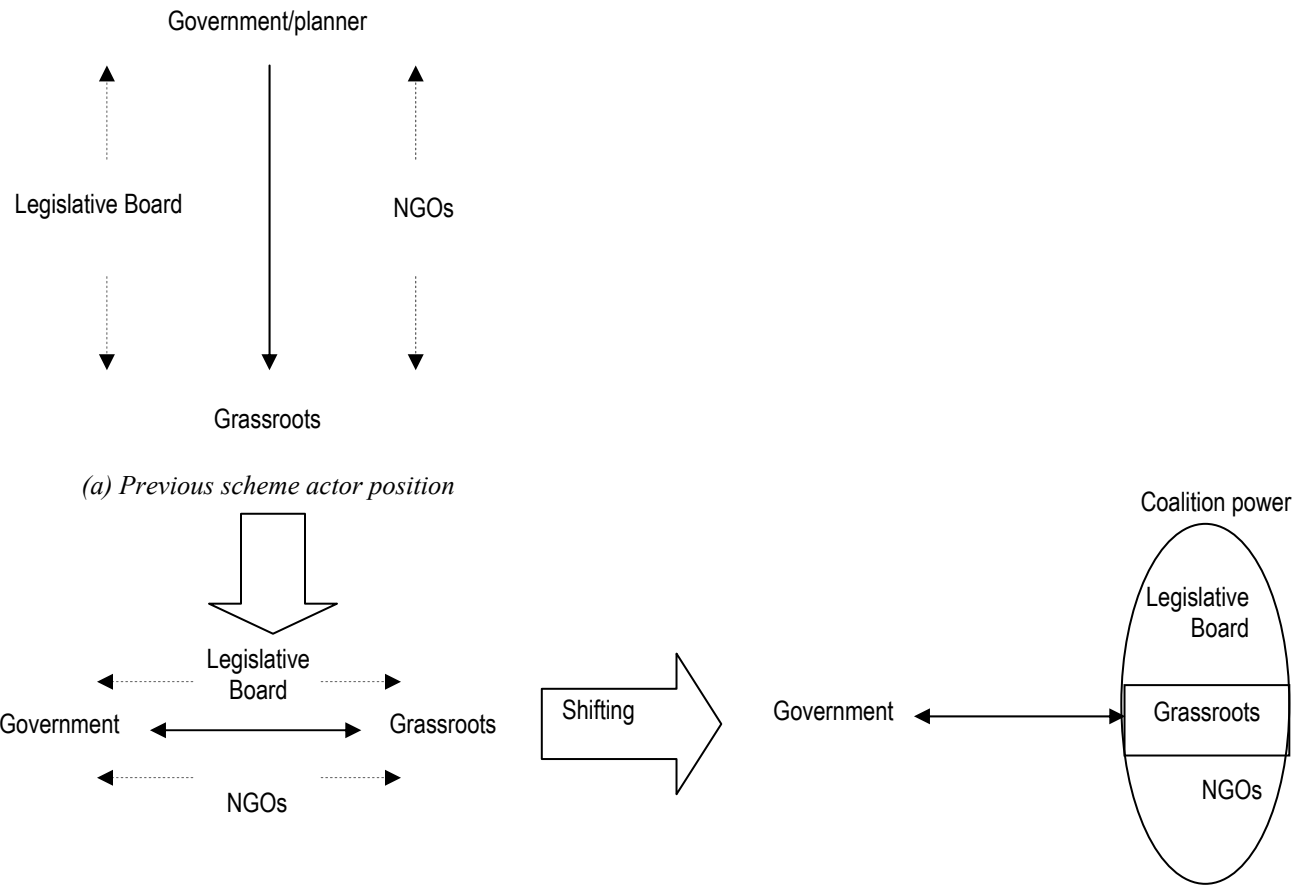 Government/planner
Legislative Board
NGOs
Grassroots
(a) Previous scheme actor position
Legislative
Board
Government
Grassroots
NGOs
Shifting
Government
Coalition power
Legislative
Board
Grassroots
NGOs